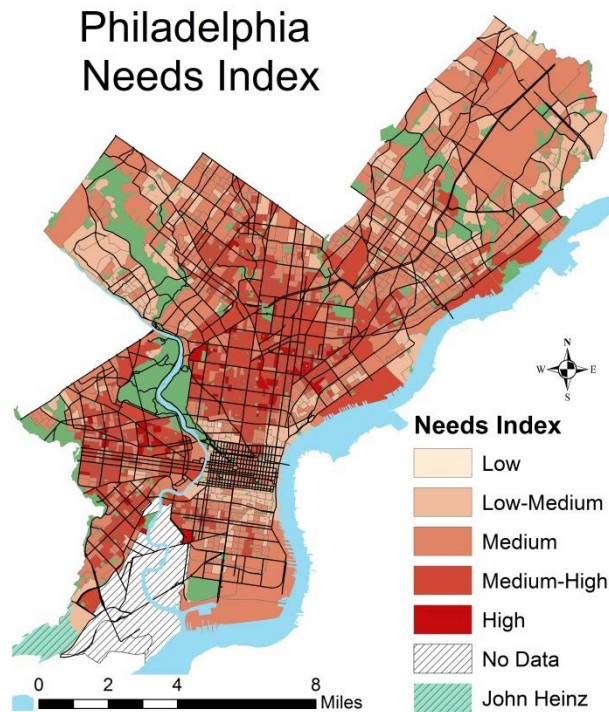 Philadelphia
Needs Index
N
W E
S
Needs Index
Low
Low-Medium
Medium
Medium-High
High
No Data
John Heinz
0 2 4 8
Miles